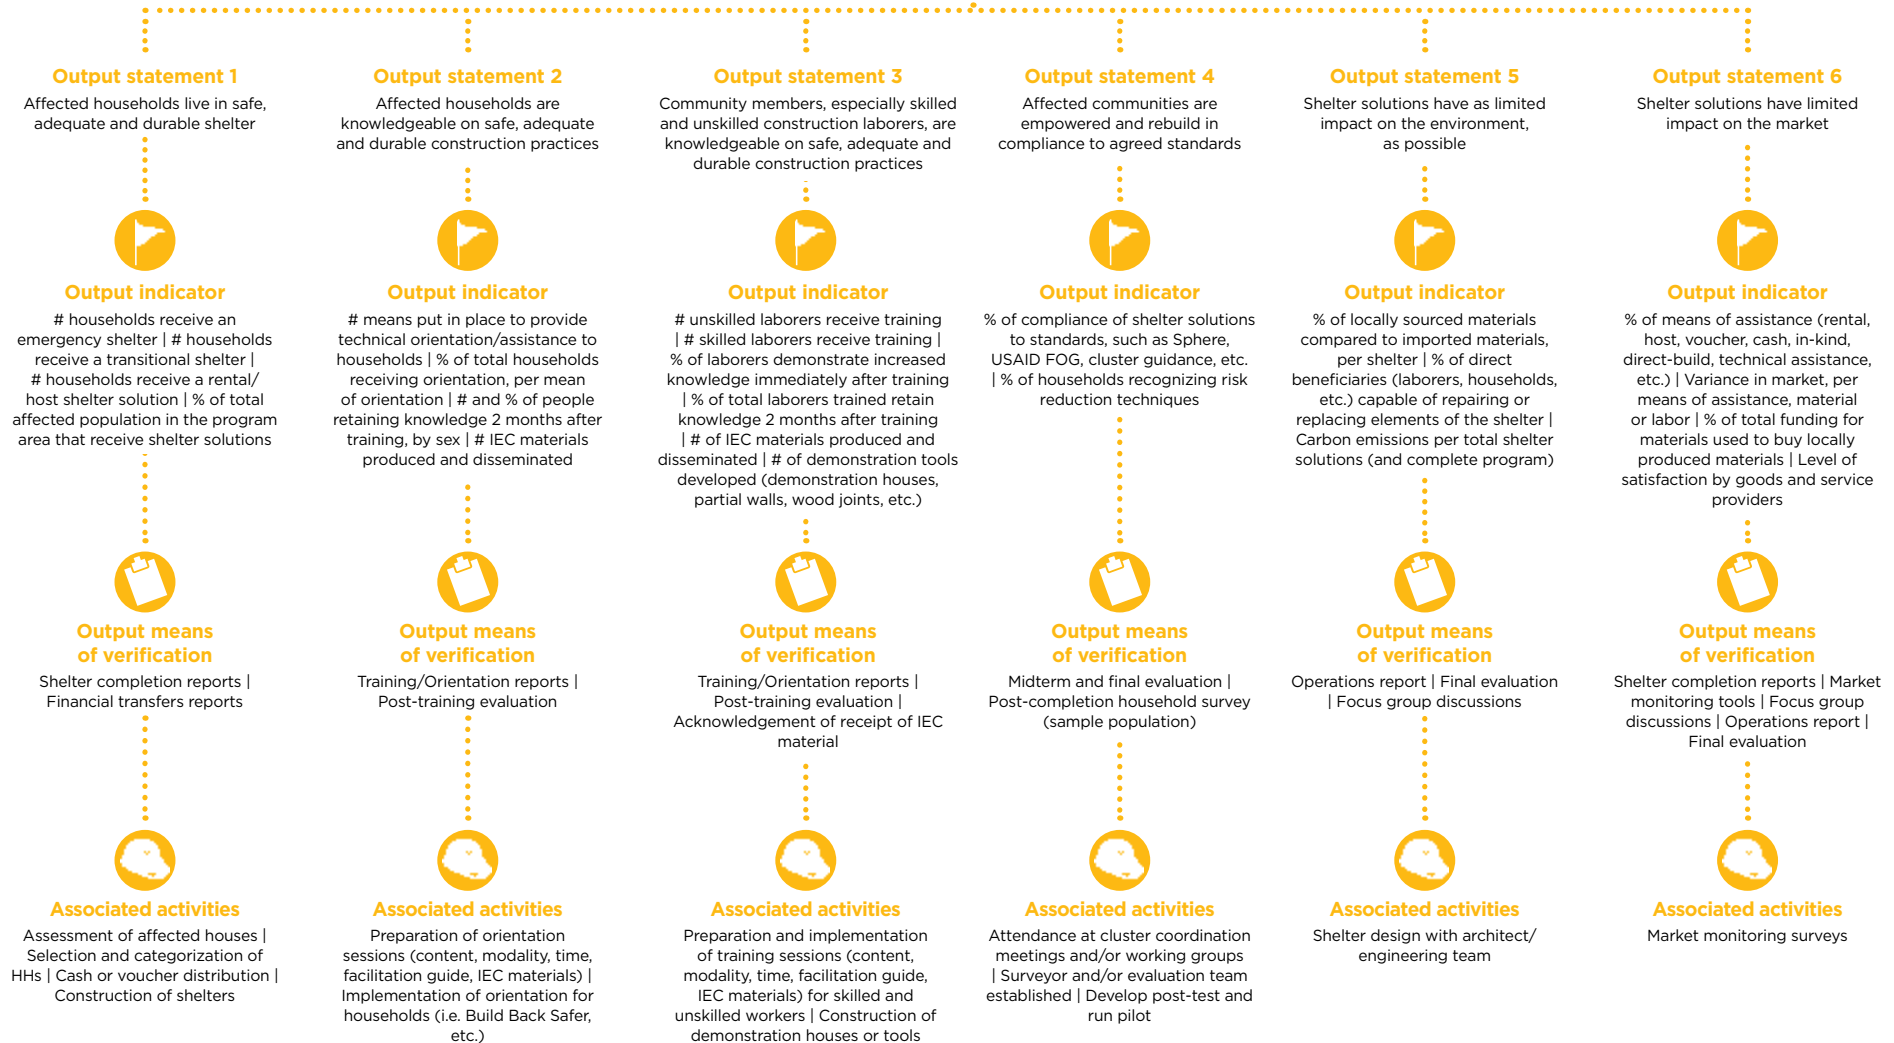 Output statement 1
Affected households live in safe,
adequate and durable shelter
Output indicator
# households receive an
emergency shelter | # households
receive a transitional shelter |
# households receive a rental/
host shelter solution | % of total
affected population in the program
area that receive shelter solutions
Output means
of verification
Shelter completion reports |
Financial transfers reports
Associated activities
Assessment of affected houses |
Selection and categorization of
HHs | Cash or voucher distribution |
Construction of shelters
Output statement 2
Affected households are
knowledgeable on safe, adequate
and durable construction practices
Output indicator
# means put in place to provide
technical orientation/assistance to
households | % of total households
receiving orientation, per mean
of orientation | # and % of people
retaining knowledge 2 months after
training, by sex | # IEC materials
produced and disseminated
Output means
of verification
Training/Orientation reports |
Post-training evaluation
Associated activities
Preparation of orientation
sessions (content, modality, time,
facilitation guide, IEC materials) |
Implementation of orientation for
households (i.e. Build Back Safer,
etc.)
Output statement 3
Community members, especially skilled
and unskilled construction laborers, are
knowledgeable on safe, adequate and
durable construction practices
Output indicator
# unskilled laborers receive training
| # skilled laborers receive training |
% of laborers demonstrate increased
knowledge immediately after training
| % of total laborers trained retain
knowledge 2 months after training
| # of IEC materials produced and
disseminated | # of demonstration tools
developed (demonstration houses,
partial walls, wood joints, etc.)
Output means
of verification
Training/Orientation reports |
Post-training evaluation |
Acknowledgement of receipt of IEC
material
Associated activities
Preparation and implementation
of training sessions (content,
modality, time, facilitation guide,
IEC materials) for skilled and
unskilled workers | Construction of
demonstration houses or tools
Output statement 4
Affected communities are
empowered and rebuild in
compliance to agreed standards
Output indicator
% of compliance of shelter solutions
to standards, such as Sphere,
USAID FOG, cluster guidance, etc.
| % of households recognizing risk
reduction techniques
Output means
of verification
Midterm and final evaluation |
Post-completion household survey
(sample population)
Associated activities
Attendance at cluster coordination
meetings and/or working groups
| Surveyor and/or evaluation team
established | Develop post-test and
run pilot
Output statement 5
Shelter solutions have as limited
impact on the environment,
as possible
Output indicator
% of locally sourced materials
compared to imported materials,
per shelter | % of direct
beneficiaries (laborers, households,
etc.) capable of repairing or
replacing elements of the shelter |
Carbon emissions per total shelter
solutions (and complete program)
Output means
of verification
Operations report | Final evaluation
| Focus group discussions
Associated activities
Shelter design with architect/
engineering team
Output statement 6
Shelter solutions have limited
impact on the market
Output indicator
% of means of assistance (rental,
host, voucher, cash, in-kind,
direct-build, technical assistance,
etc.) | Variance in market, per
means of assistance, material
or labor | % of total funding for
materials used to buy locally
produced materials | Level of
satisfaction by goods and service
providers
Output means
of verification
Shelter completion reports | Market
monitoring tools | Focus group
discussions | Operations report |
Final evaluation
Associated activities
Market monitoring surveys